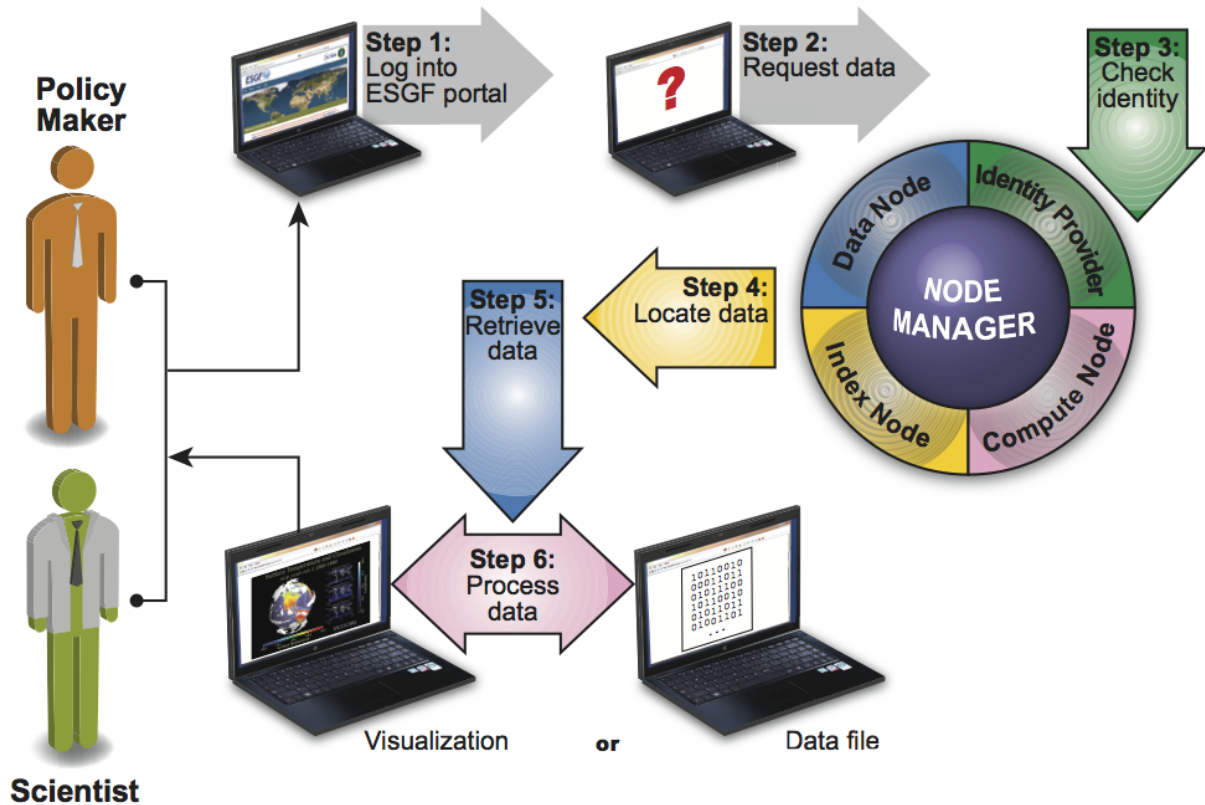 Policy
Maker
ESGF
Step 1:
Log into
ESGF portal
?
Step 2:
Request data
Step 3:
Check
identity
Data Node
Identity Provider
NODE
MANAGER
Index Node
Compute Node
Step 4:
Locate data
Step 5:
Retrieve
data
Step 6:
Process
data
10110010
00011011
01011100
10110010
01011011
01001101
...
Visualization
or
Data file
Scientist